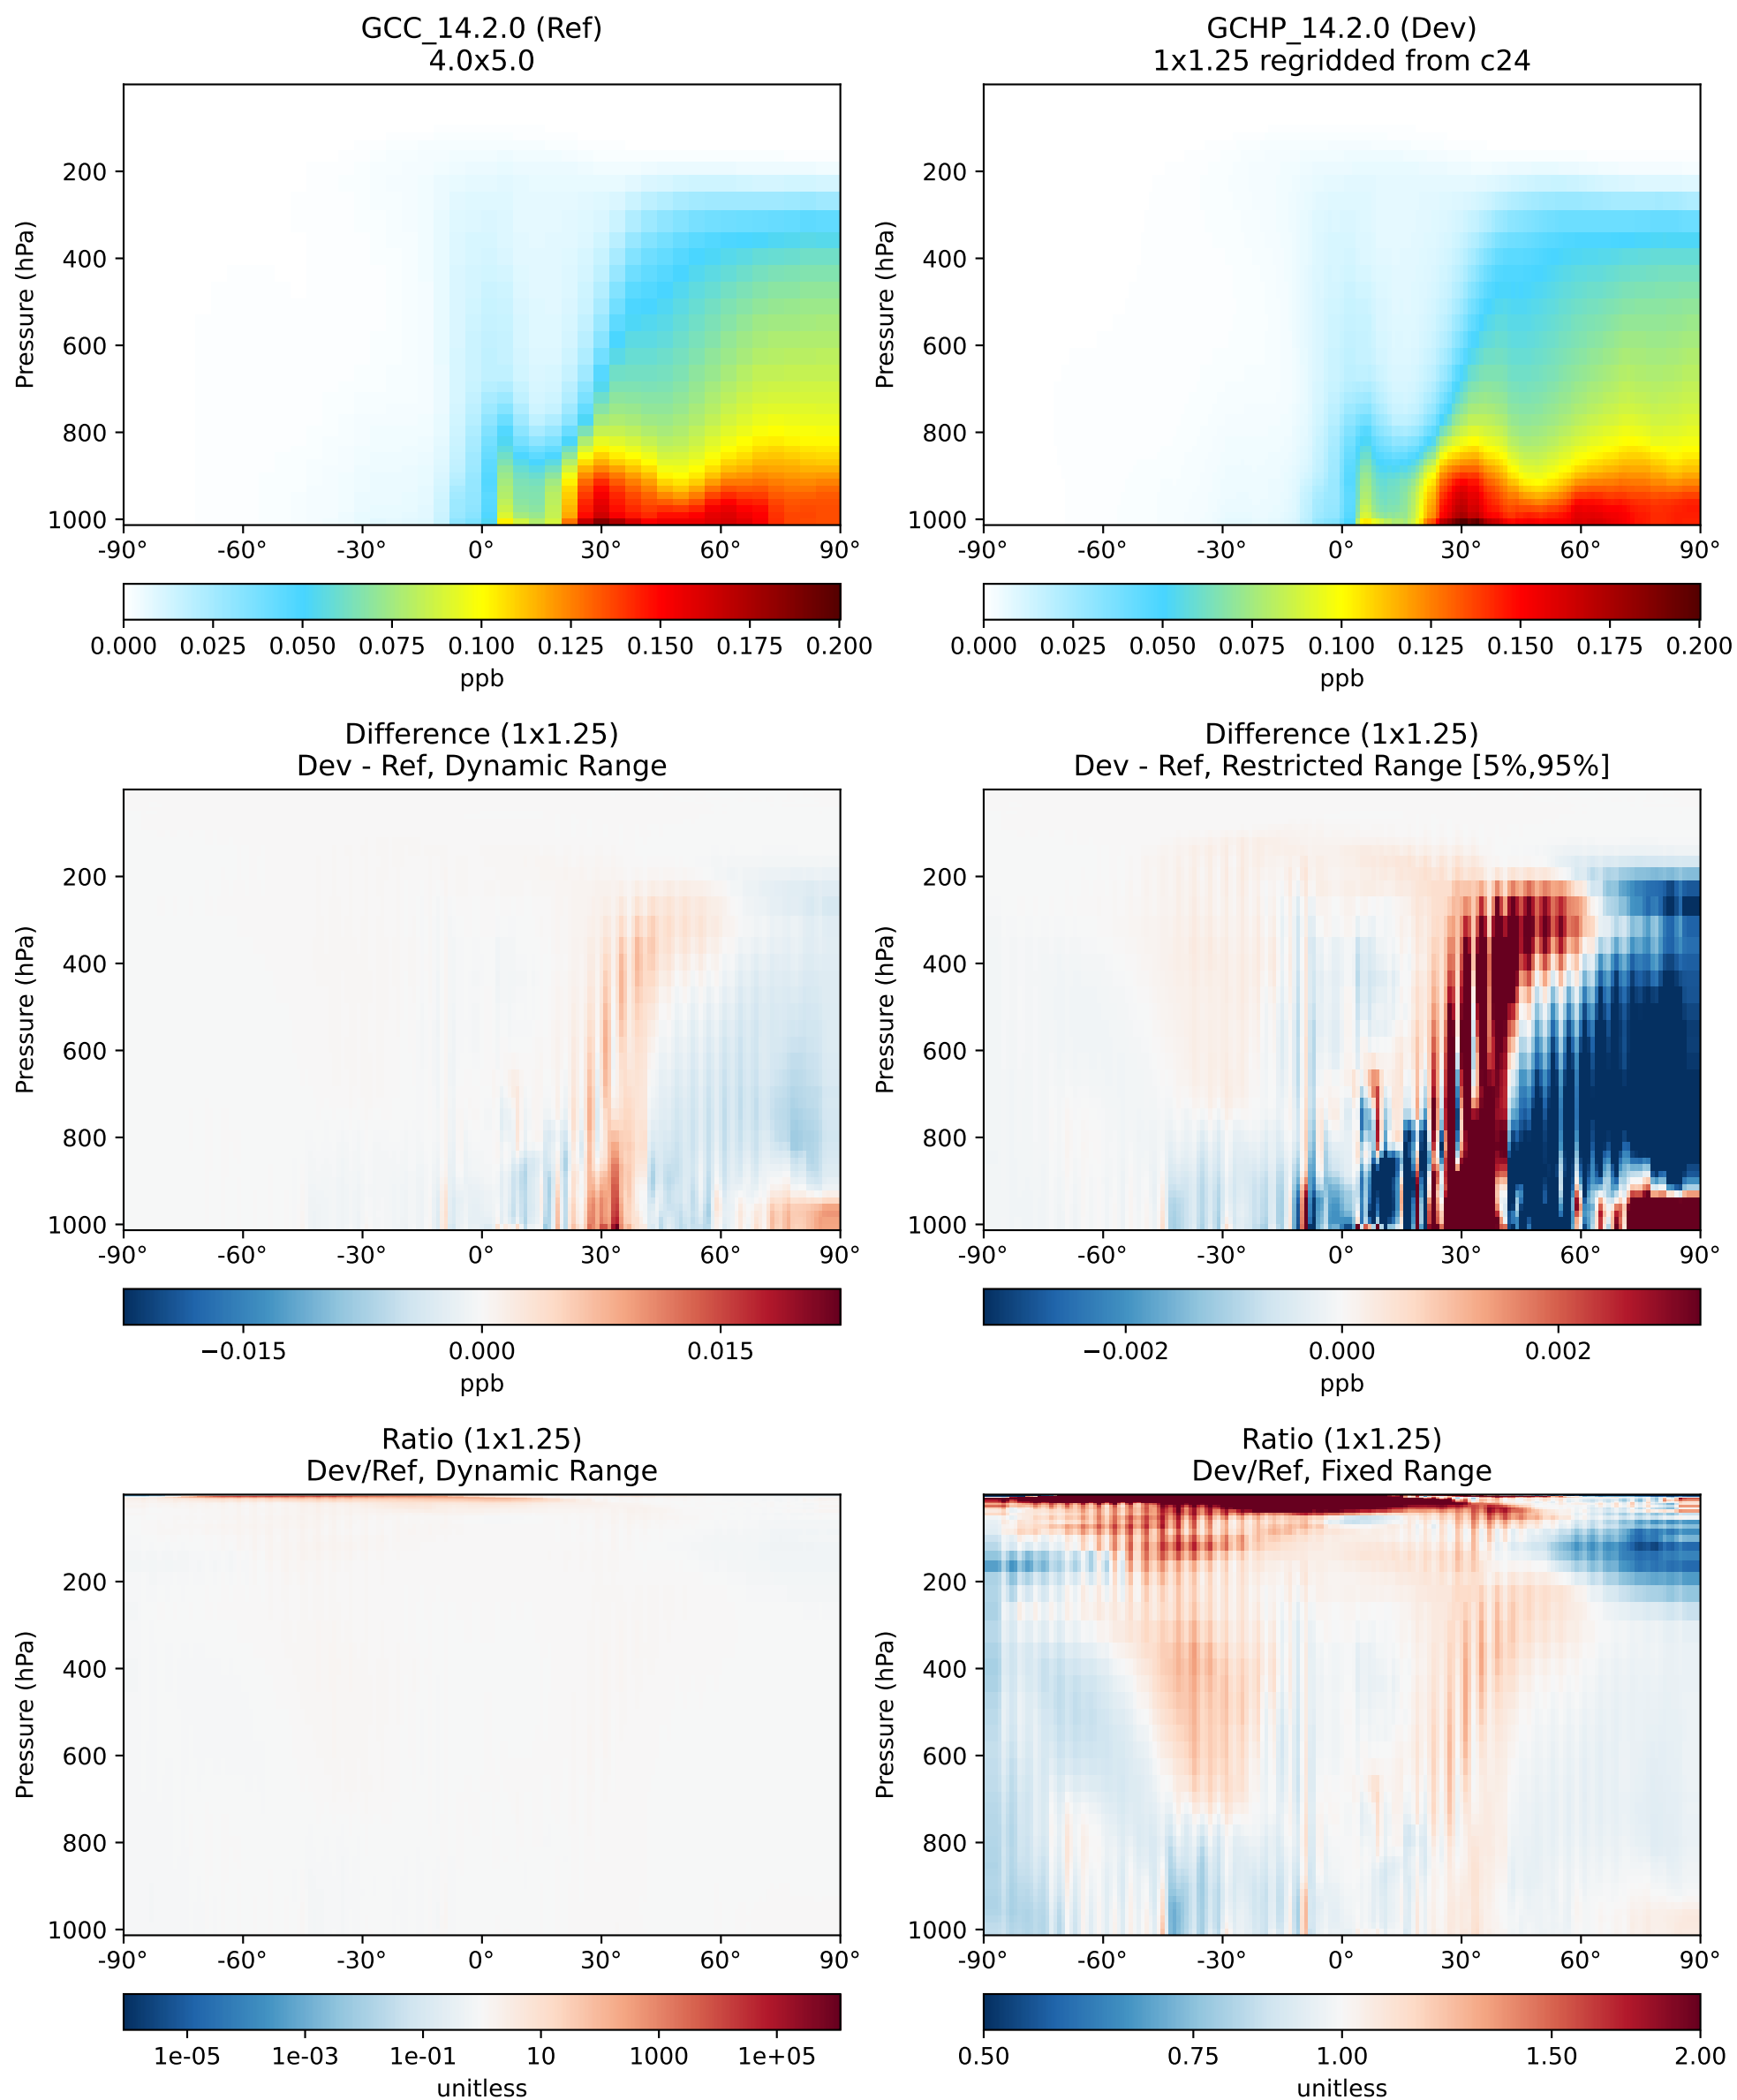 GCC_14.2.0 (Ref)
4.0x5.0
Pressure (hPa)
200
400
600
800
1000
-90° -60° -30° 0° 30° 60° 90°
0.000 0.025 0.050 0.075 0.100 0.125 0.150 0.175 0.200
ppb
GCHP_14.2.0 (Dev)
1x1.25 regridded from c24
Pressure (hPa)
200
400
600
800
1000
-90° -60° -30° 0° 30° 60° 90°
0.000 0.025 0.050 0.075 0.100 0.125 0.150 0.175 0.200
ppb
Difference (1x1.25)
Dev - Ref, Dynamic Range
Pressure (hPa)
200
400
600
800
1000
-90° -60° -30° 0° 30° 60° 90°
−0.015 0.000 0.015
ppb
Difference (1x1.25)
Dev - Ref, Restricted Range [5%,95%]
Pressure (hPa)
200
400
600
800
1000
-90° -60° -30° 0° 30° 60° 90°
−0.002 0.000 0.002
ppb
Ratio (1x1.25)
Dev/Ref, Dynamic Range
Pressure (hPa)
200
400
600
800
1000
-90° -60° -30° 0° 30° 60° 90°
1e-05 1e-03 1e-01 10 1000 1e+05
unitless
Ratio (1x1.25)
Dev/Ref, Fixed Range
Pressure (hPa)
200
400
600
800
1000
-90° -60° -30° 0° 30° 60° 90°
0.50 0.75 1.00 1.50 2.00
unitless